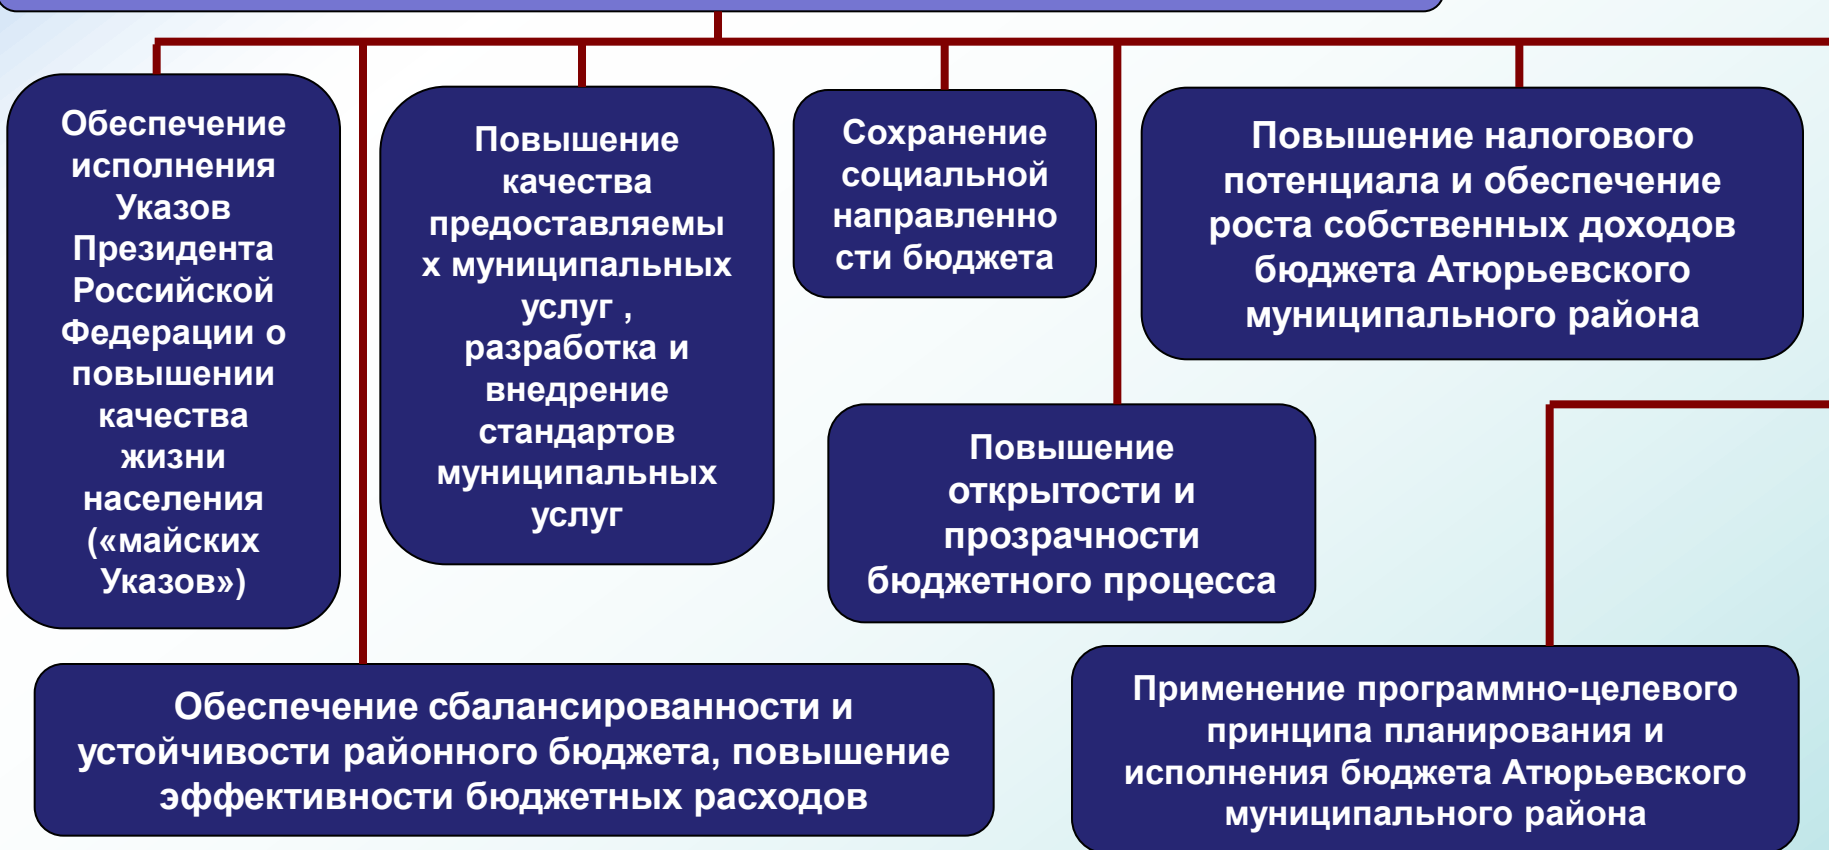 Обеспечение
исполнения
Указов
Президента
Российской
Федерации о
повышении
качества
жизни
населения
(«майских
Указов»)
Повышение
качества
предоставляемы
х муниципальных
услуг ,
разработка и
внедрение
стандартов
муниципальных
услуг
Сохранение
социальной
направленно
сти бюджета
Повышение налогового
потенциала и обеспечение
роста собственных доходов
бюджета Атюрьевского
муниципального района
Повышение
открытости и
прозрачности
бюджетного процесса
Обеспечение сбалансированности и
устойчивости районного бюджета, повышение
эффективности бюджетных расходов
Применение программно-целевого
принципа планирования и
исполнения бюджета Атюрьевского
муниципального района